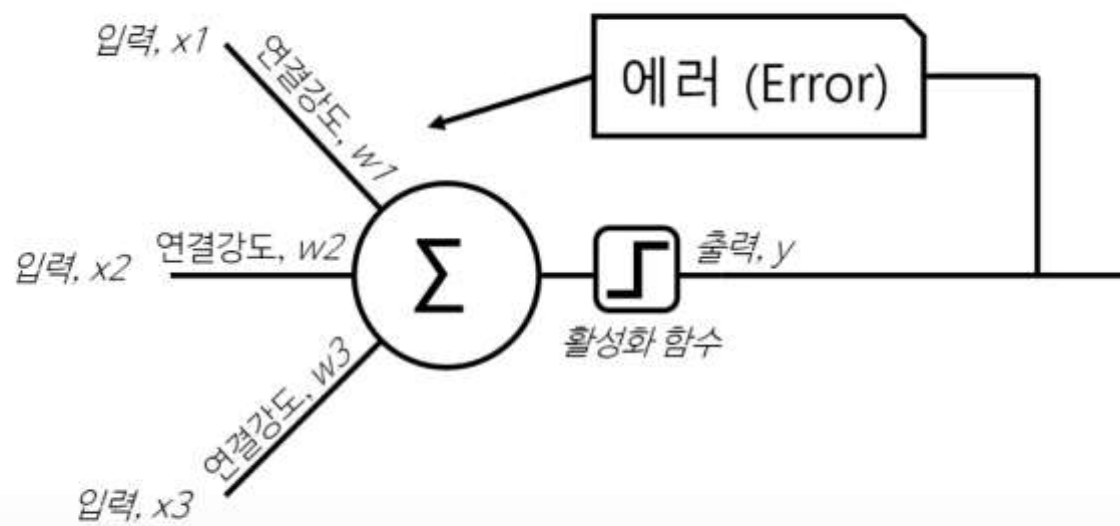 입력, x1
연결강도, w1
에러 (Error)
입력, x2
연결강도, w2
Σ
출력, y
활성화 함수
연결강도, w3
입력, x3